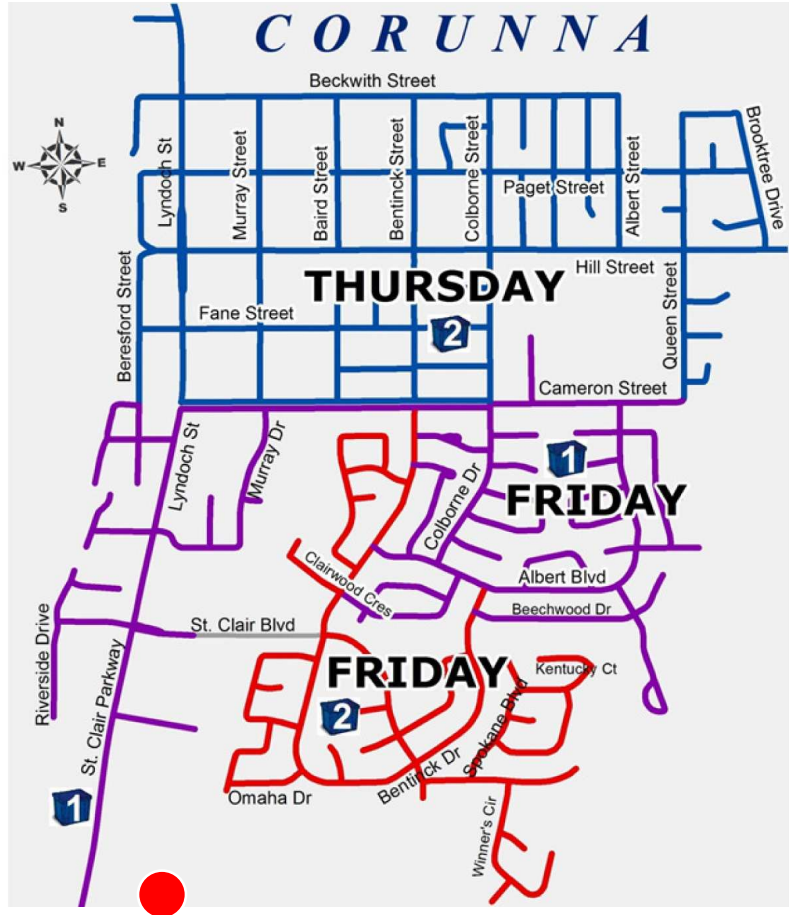 CORUNNA
Beckwith Street
N
W
E
S
Lyndoch St
Murray Street
Baird Street
Bentinck Street
Colborne Street
Paget Street
Albert Street
Brooktree Drive
Hill Street
Beresford Street
THURSDAY
Fane Street
2
Queen Street
Cameron Street
Lyndoch St
Murray Dr
Colborne Dr
1
FRIDAY
Clairwood Cres
Albert Blvd
Beechwood Dr
Riverside Drive
St. Clair Blvd
FRIDAY
2
Kentucky Ct
Spokane Blvd
St. Clair Parkway
1
Omaha Dr
Bentinck Dr
Winner's Cir